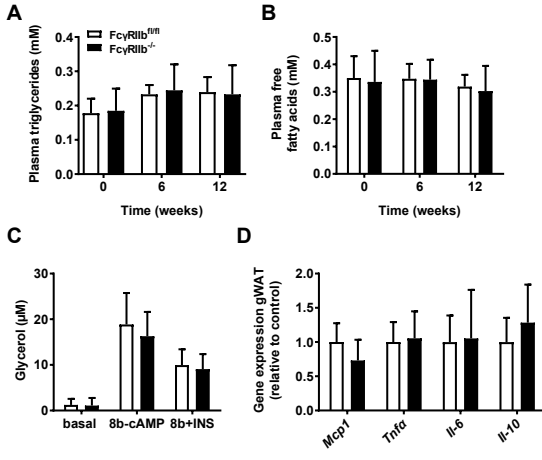 A
FcγRIIb^fl/fl
FcγRIIb^-/-
Plasma triglycerides (mM)
0.4
0.3
0.2
0.1
0.0
0 6 12
Time (weeks)
B
Plasma free
fatty acids (mM)
0.5
0.4
0.3
0.2
0.1
0.0
0 6 12
Time (weeks)
C
Glycerol (µM)
30
20
10
0
basal 8b-cAMP 8b+INS
D
Gene expression gWAT
(relative to control)
2.0
1.5
1.0
0.5
0.0
Mcp1 Tnfα Il-6 Il-10